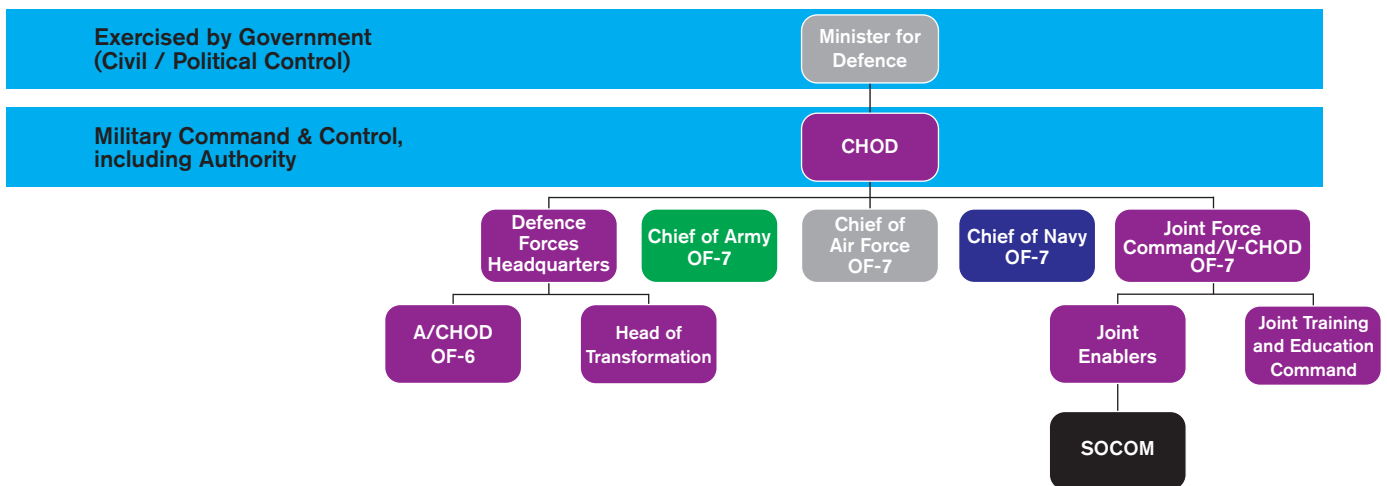 Exercised by Government
(Civil / Political Control)
Minister for
Defence
Military Command & Control,
including Authority
CHOD
Defence
Forces
Headquarters
Chief of Army
OF-7
Chief of
Air Force
OF-7
Chief of Navy
OF-7
Joint Force
Command/V-CHOD
OF-7
A/CHOD
OF-6
Head of
Transformation
Joint
Enablers
Joint Training
and Education
Command
SOCOM